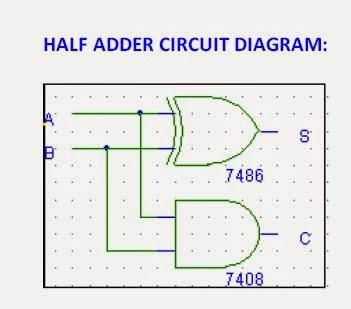 HALF ADDER CIRCUIT DIAGRAM:
A
S
B
7486
C
7408